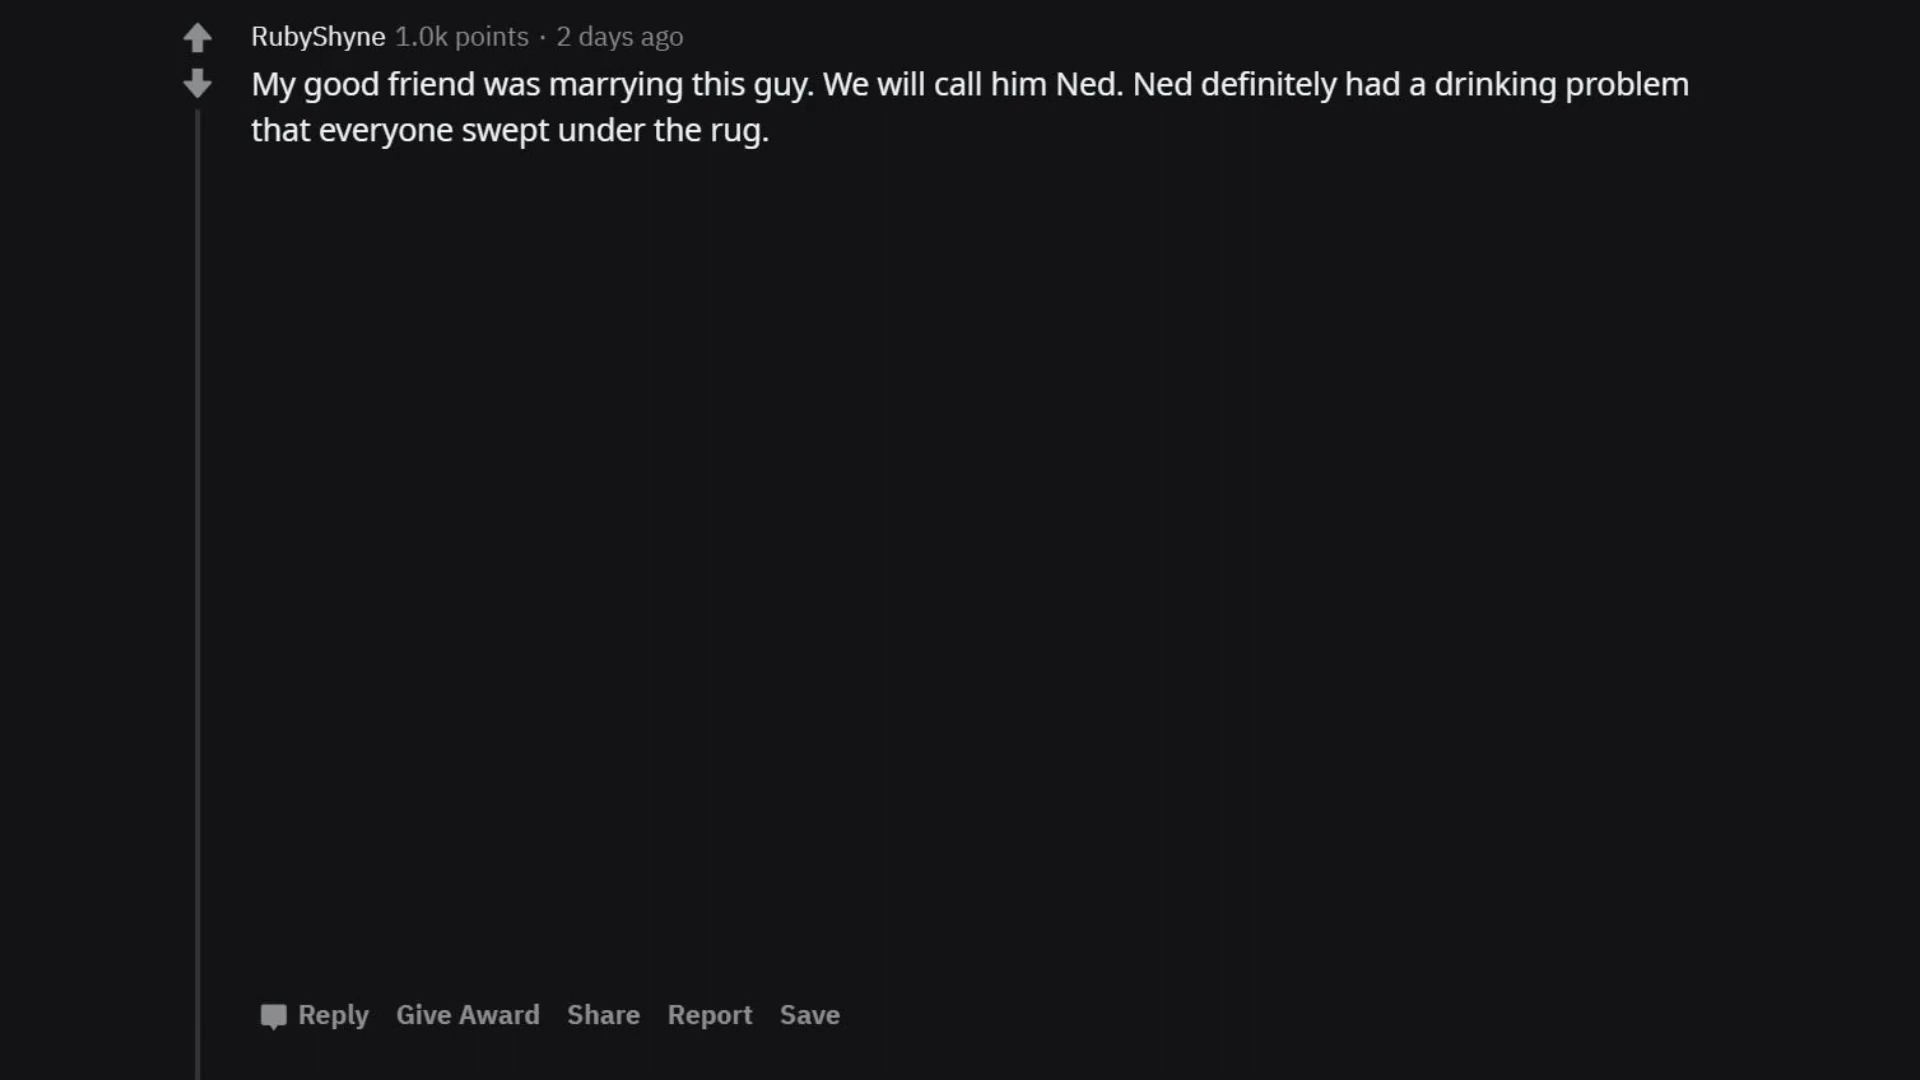 RubyShyne 1.0k points · 2 days ago
My good friend was marrying this guy. We will call him Ned. Ned definitely had a drinking problem
that everyone swept under the rug.
Reply Give Award Share Report Save